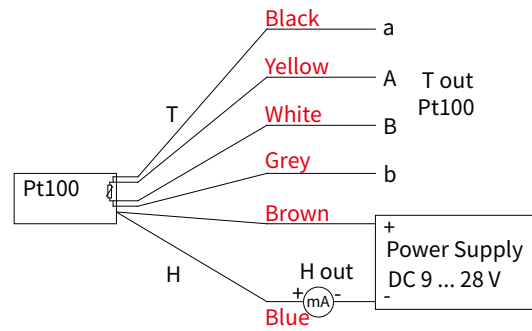 Black
a
Yellow
A
T out
Pt100
T
White
B
Grey
b
Pt100
Brown
+
Power Supply
DC 9 ... 28 V
-
H
H out
+
mA
-
Blue